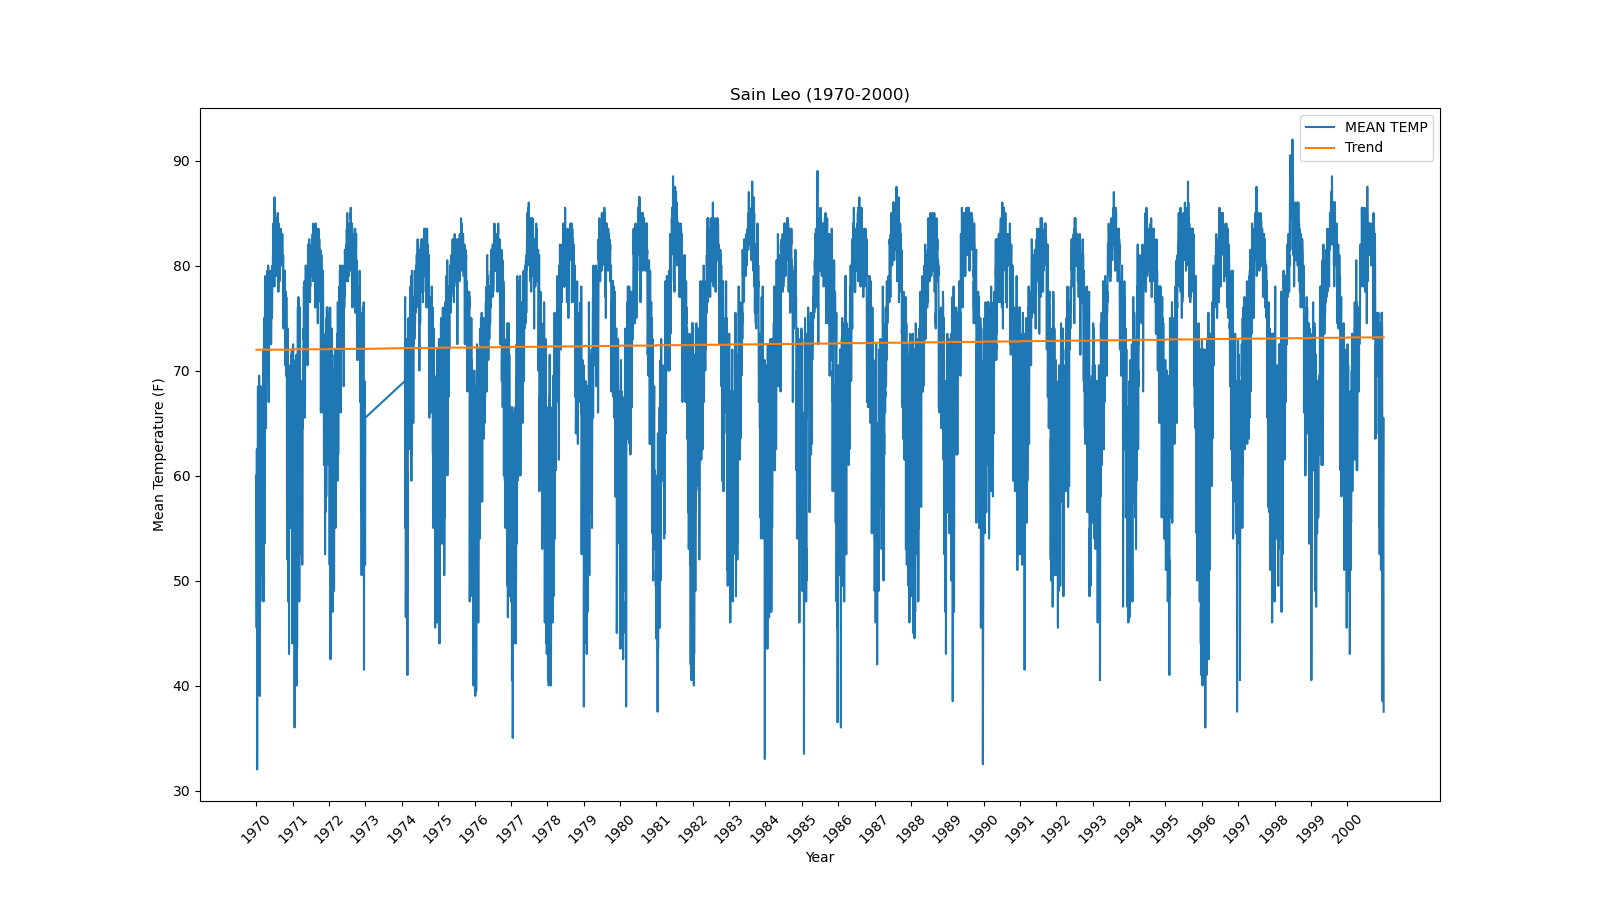 Sain Leo (1970-2000)
MEAN TEMP
Trend
90
80
70
60
50
40
30
Mean Temperature (F)
1970 1971 1972 1973 1974 1975 1976 1977 1978 1979 1980 1981 1982 1983 1984 1985 1986 1987 1988 1989 1990 1991 1992 1993 1994 1995 1996 1997 1998 1999 2000
Year